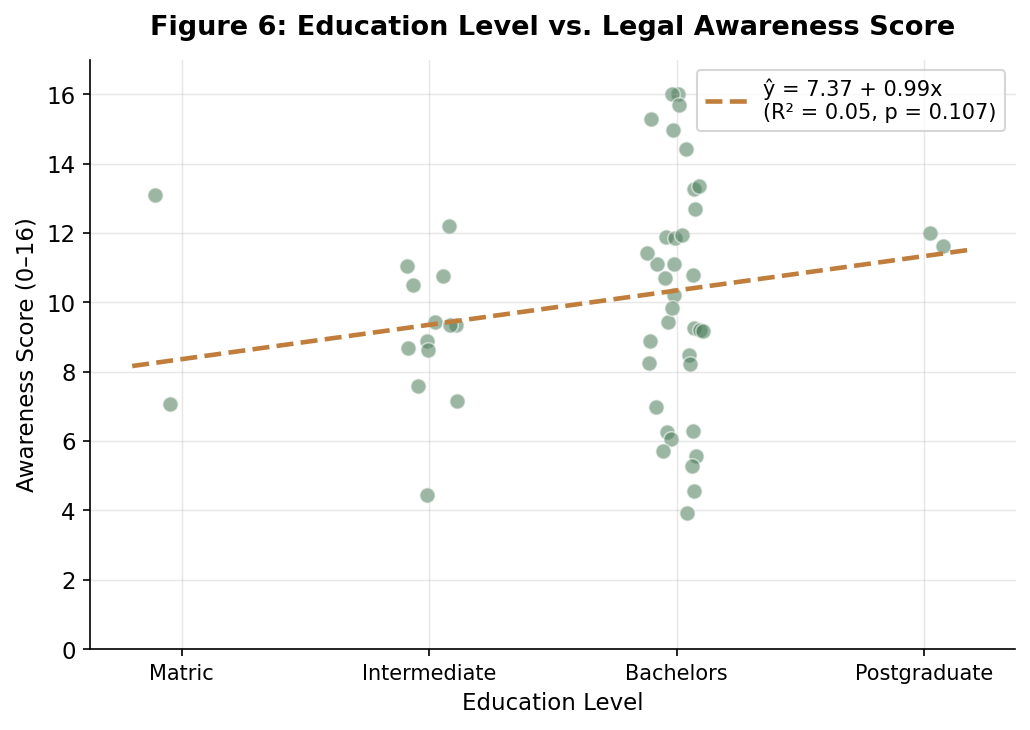 Figure 6: Education Level vs. Legal Awareness Score
ŷ = 7.37 + 0.99x
(R² = 0.05, p = 0.107)
Awareness Score (0–16)
16
14
12
10
8
6
4
2
0
Matric
Intermediate
Bachelors
Postgraduate
Education Level